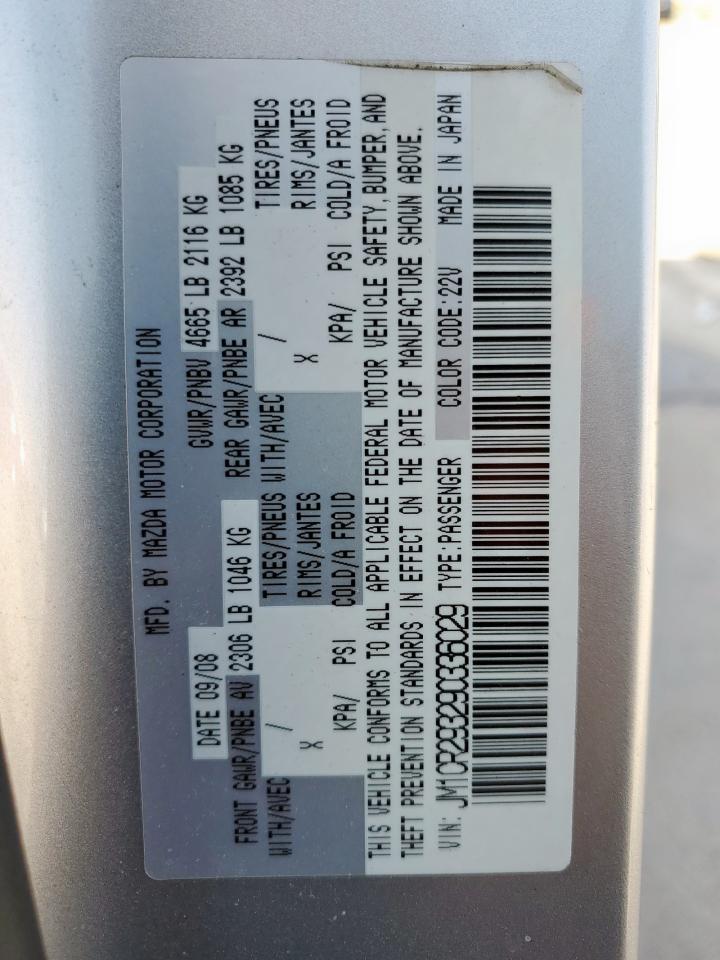 MFD. BY MAZDA MOTOR CORPORATION
DATE 09/08 GVWR/PNBV 4665 LB 2116 KG
FRONT GAWR/PNBE AV 2306 LB 1046 KG REAR GAWR/PNBE AR 2392 LB 1085 KG
WITH/AVEC / TIRES/PNEUS WITH/AVEC / TIRES/PNEUS
X RIMS/JANTES X RIMS/JANTES
KPA/ PSI COLD/A FROID KPA/ PSI COLD/A FROID
THIS VEHICLE CONFORMS TO ALL APPLICABLE FEDERAL MOTOR VEHICLE SAFETY, BUMPER, AND
THEFT PREVENTION STANDARDS IN EFFECT ON THE DATE OF MANUFACTURE SHOWN ABOVE.
VIN: JM1CR293290336029 TYPE:PASSENGER COLOR CODE:22V MADE IN JAPAN